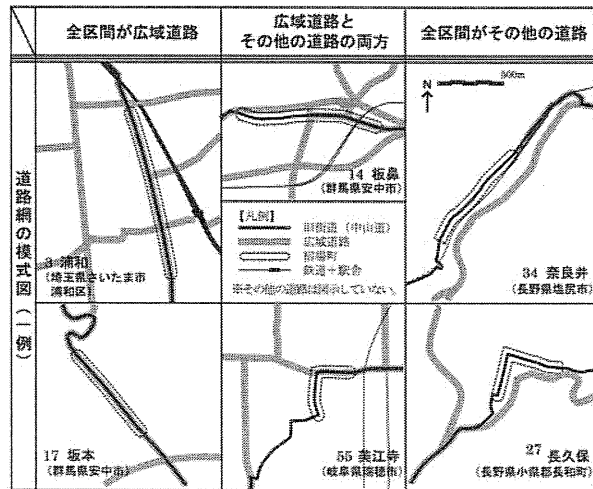 全区間が広域道路
広域道路と
その他の道路の両方
全区間がその他の道路
道路網の模式図(一例)
3 浦和
(埼玉県さいたま市
浦和区)
14 板鼻
(群馬県安中市)
【凡例】
旧街道(中山道)
広域道路
宿場町
鉄道+駅舎
※その他の道路は図示していない。
N
500m
34 奈良井
(長野県塩尻市)
17 坂本
(群馬県安中市)
55 美江寺
(岐阜県瑞穂市)
27 長久保
(長野県小県郡長和町)